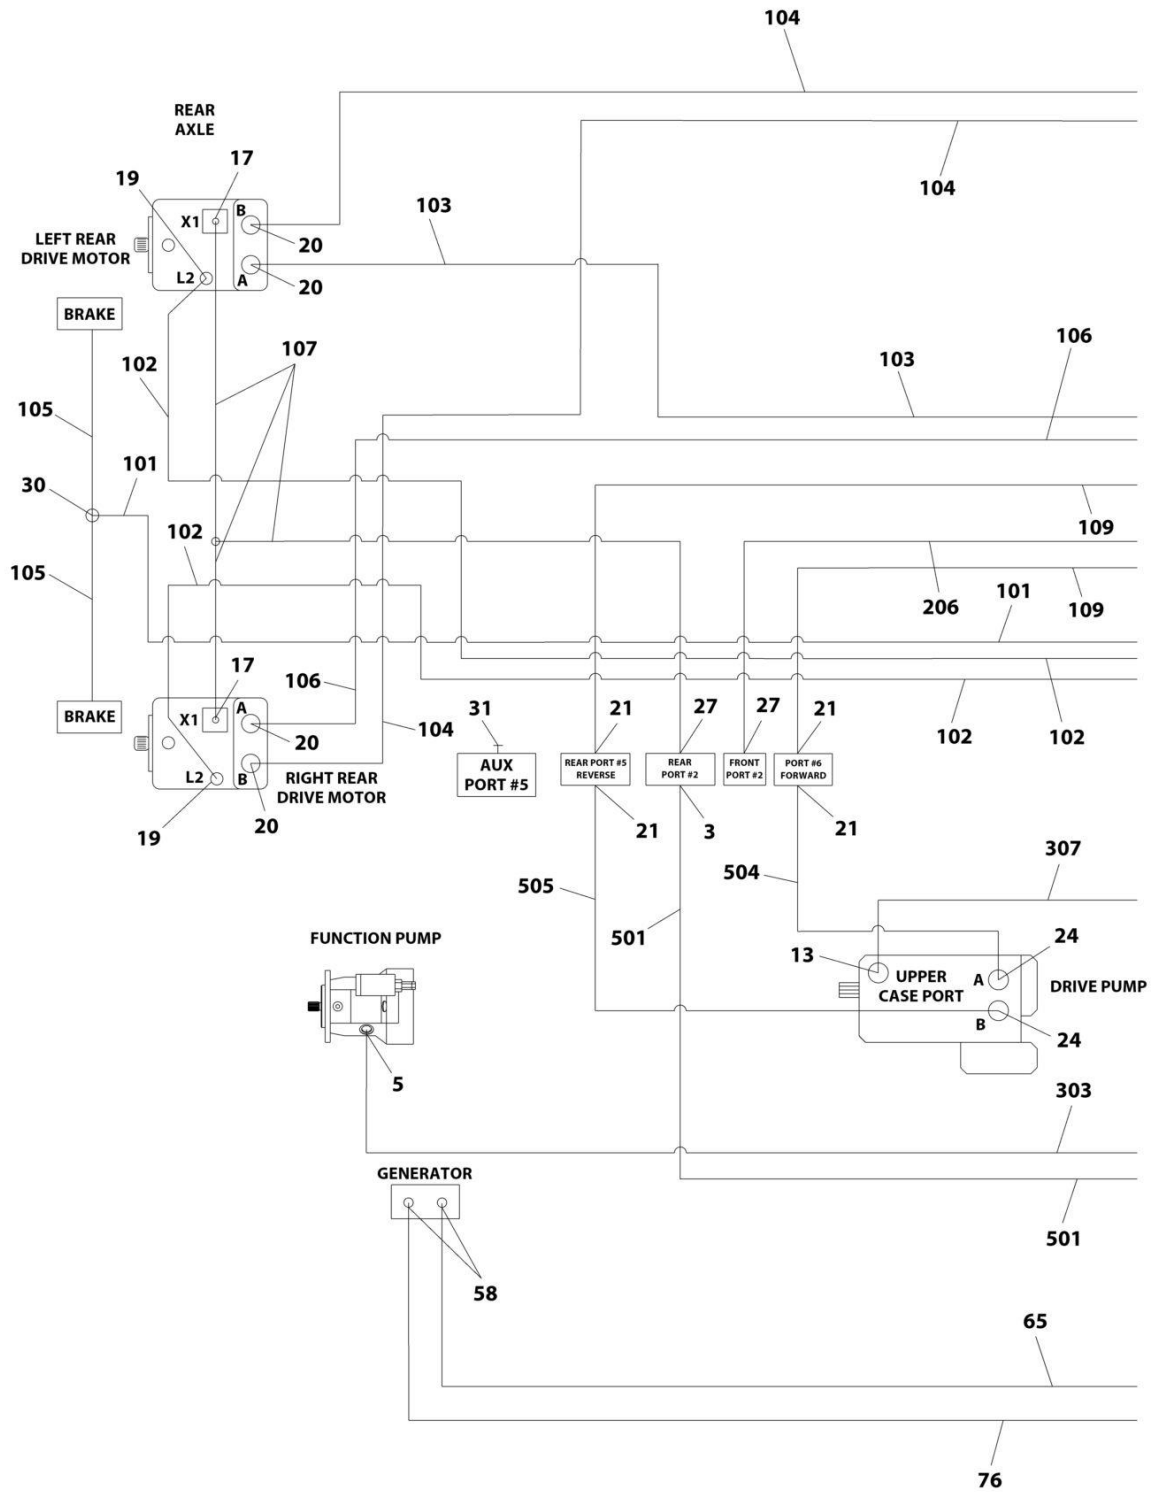 104
REAR
AXLE
17
19
104
X1
B
103
LEFT REAR
DRIVE MOTOR
20
L2
A
20
BRAKE
106
107
102
103
105
101
30
109
102
105
101
206
109
17
106
31
21
27
27
21
X1
A
104
BRAKE
20
102
102
AUX
PORT #5
REAR PORT #5
REVERSE
REAR
PORT #2
FRONT
PORT #2
PORT #6
FORWARD
L2
B
RIGHT REAR
DRIVE MOTOR
19
20
21
3
21
307
504
505
501
24
FUNCTION PUMP
13
UPPER
CASE PORT
A
DRIVE PUMP
B
24
5
303
GENERATOR
501
58
65
76